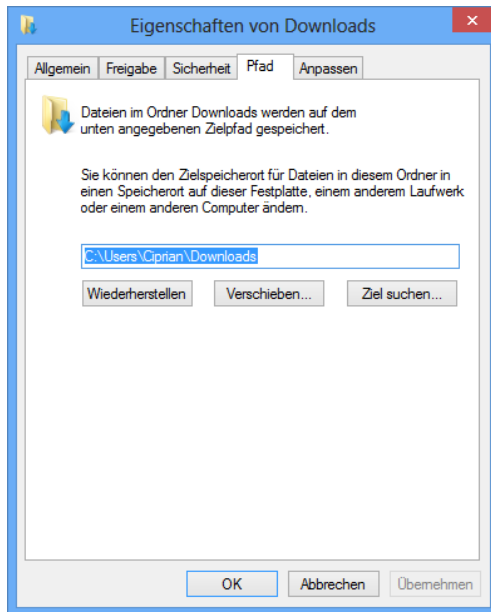 Eigenschaften von Downloads
Allgemein Freigabe Sicherheit Pfad Anpassen
Dateien im Ordner Downloads werden auf dem
unten angegebenen Zielpfad gespeichert.
Sie können den Zielspeicherort für Dateien in diesem Ordner in
einen Speicherort auf dieser Festplatte, einem anderem Laufwerk
oder einem anderen Computer ändern.
C:\Users\Ciprian\Downloads
Wiederherstellen Verschieben... Ziel suchen...
OK Abbrechen Übernehmen